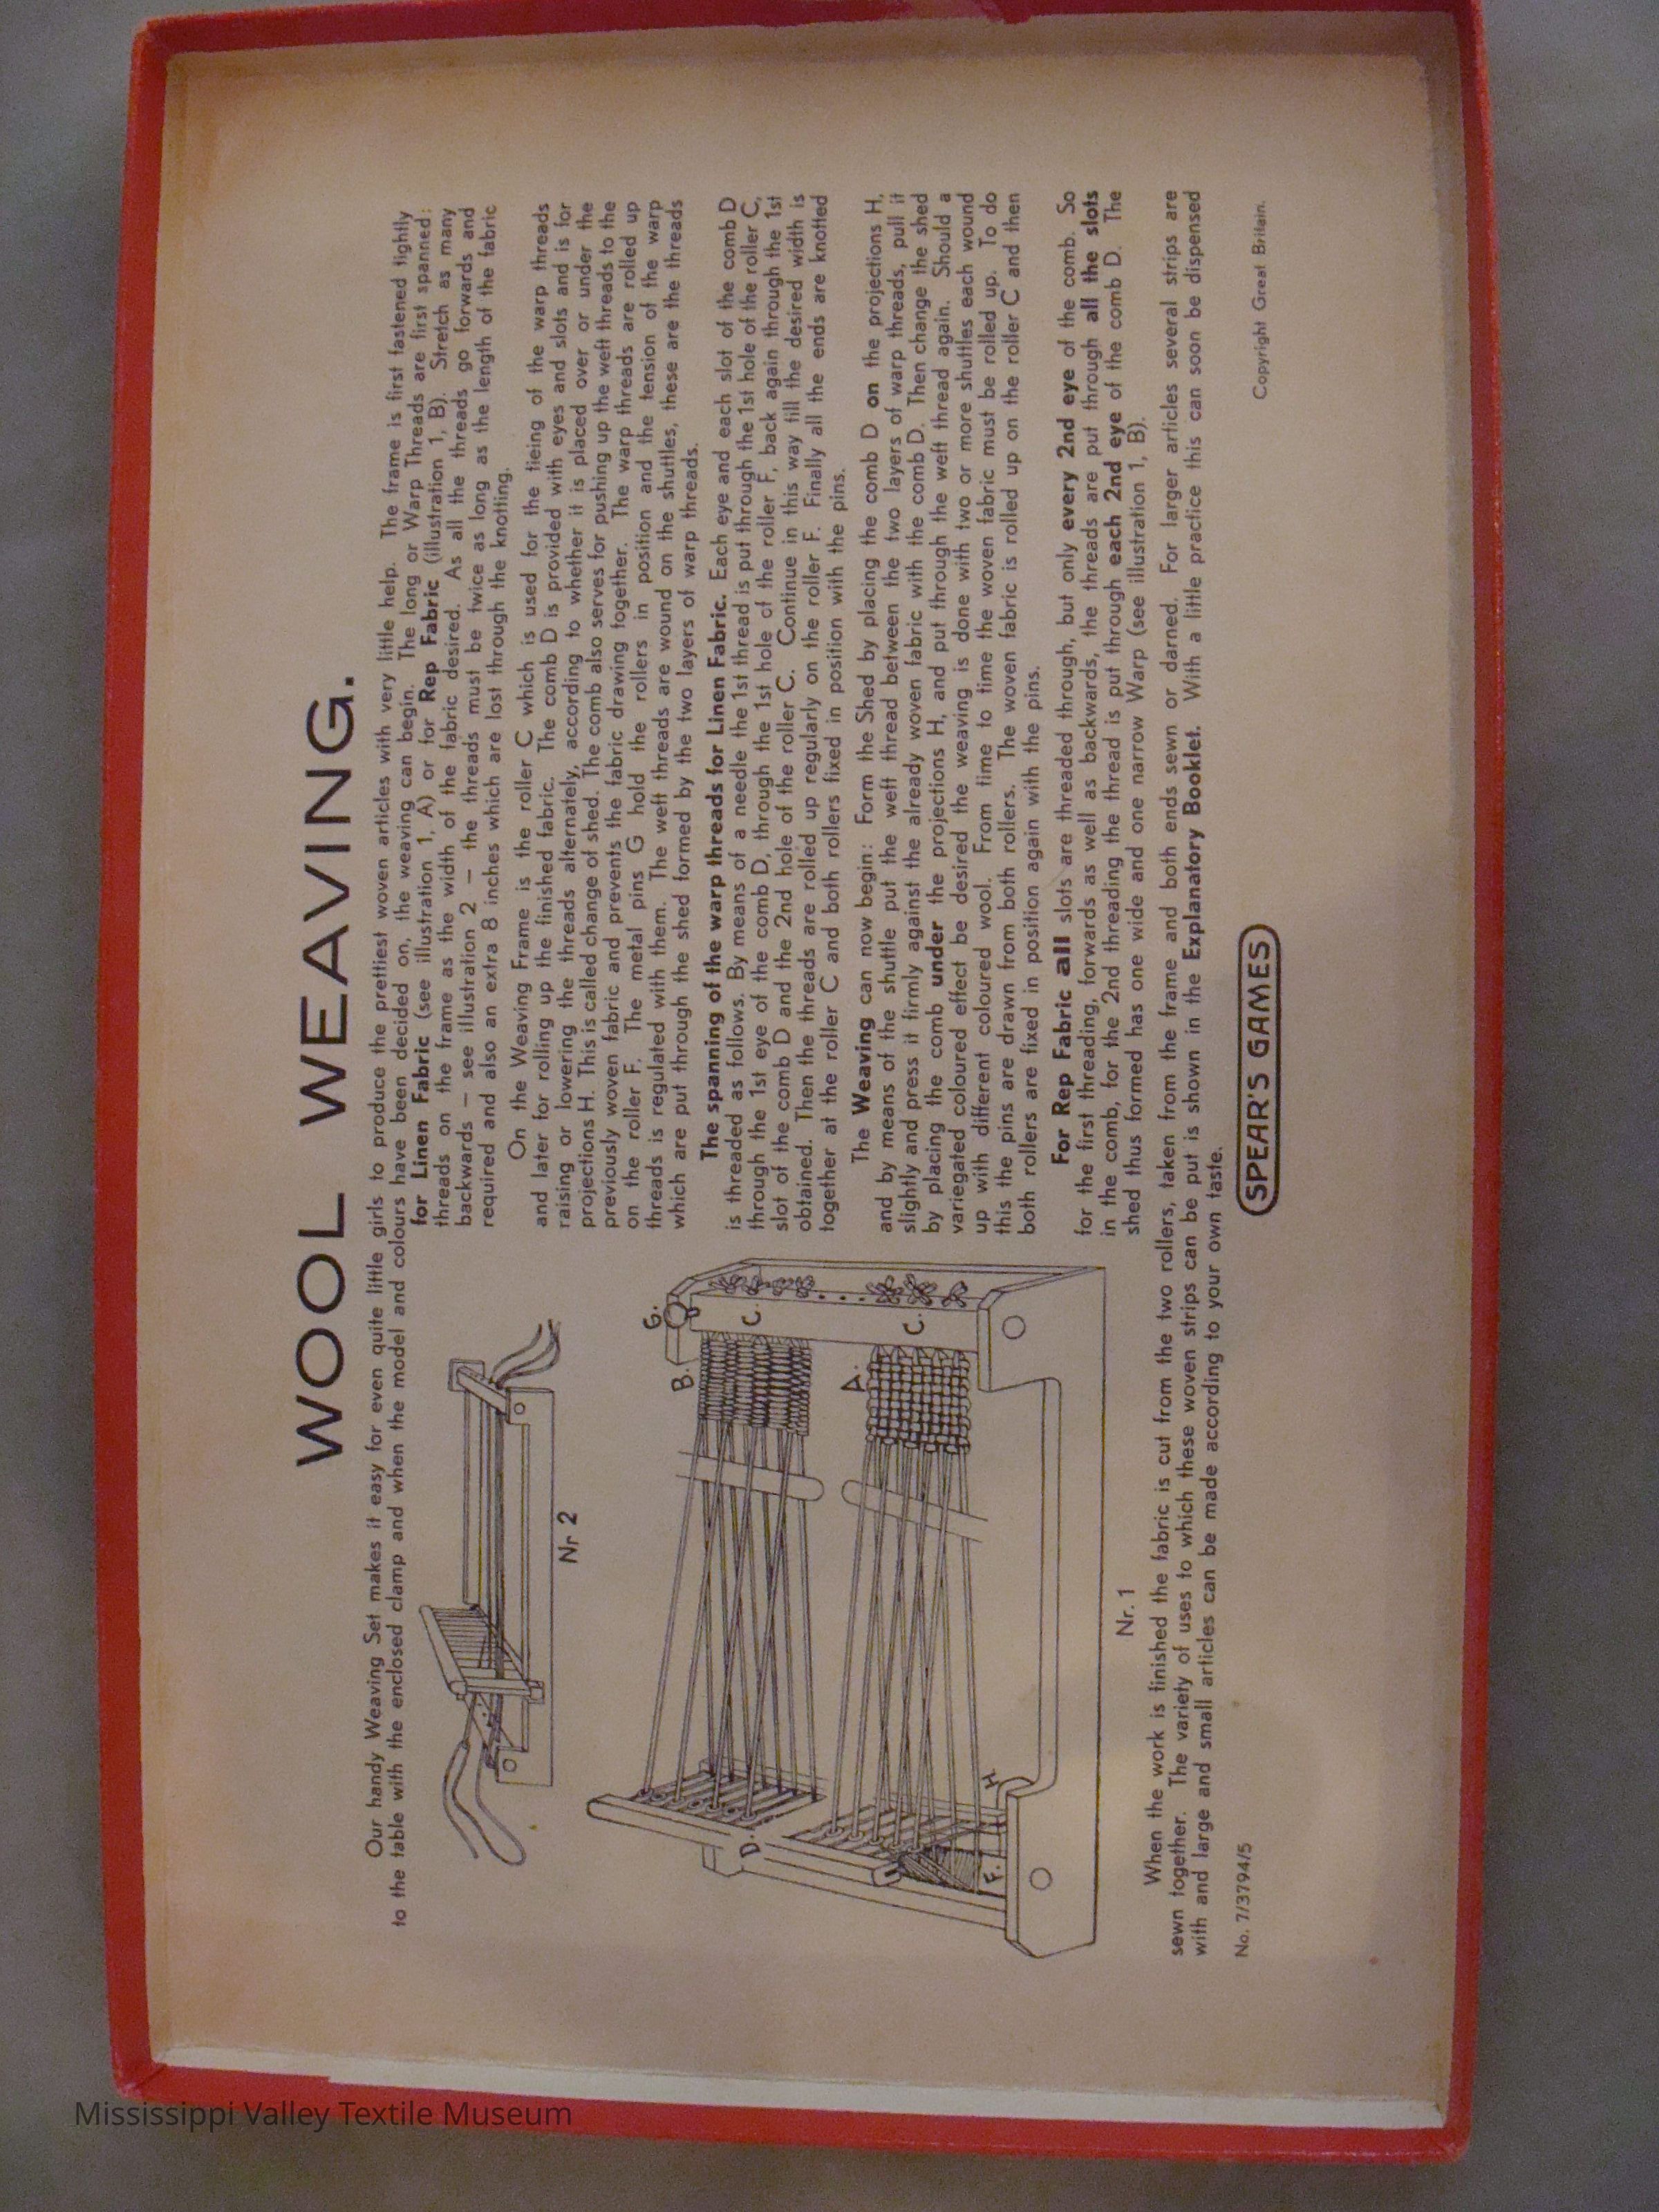 WOOL WEAVING.
Our handy Weaving Set makes it easy for even quite little girls to produce the prettiest woven articles with very little help. The frame is first fastened tightly
to the table with the enclosed clamp and when the model and colours have been decided on, the weaving can begin. The long or Warp Threads are first spanned:
for Linen Fabric (see illustration 1, A) or for Rep Fabric (illustration 1, B). Stretch as many
threads on the frame as the width of the fabric desired. As all the threads go forwards and
backwards — see illustration 2 — the threads must be twice as long as the length of the fabric
required and also an extra 8 inches which are lost through the knotting.
On the Weaving Frame is the roller C which is used for the tieing of the warp threads
and later for rolling up the finished fabric. The comb D is provided with eyes and slots and is for
raising or lowering the threads alternately, according to whether it is placed over or under the
projections H. This is called change of shed. The comb also serves for pushing up the weft threads to the
previously woven fabric and prevents the fabric drawing together. The warp threads are rolled up
on the roller F. The metal pins G hold the rollers in position and the tension of the warp
threads is regulated with them. The weft threads are wound on the shuttles, these are the threads
which are put through the shed formed by the two layers of warp threads.
The spanning of the warp threads for Linen Fabric. Each eye and each slot of the comb D
is threaded as follows. By means of a needle the 1st thread is put through the 1st hole of the roller C,
through the 1st eye of the comb D, through the 1st hole of the roller F, back again through the 1st
slot of the comb D and the 2nd hole of the roller C. Continue in this way till the desired width is
obtained. Then the threads are rolled up regularly on the roller F. Finally all the ends are knotted
together at the roller C and both rollers fixed in position with the pins.
The Weaving can now begin: Form the Shed by placing the comb D on the projections H,
and by means of the shuttle put the weft thread between the two layers of warp threads, pull it
slightly and press it firmly against the already woven fabric with the comb D. Then change the shed
by placing the comb under the projections H, and put through the weft thread again. Should a
variegated coloured effect be desired the weaving is done with two or more shuttles each wound
up with different coloured wool. From time to time the woven fabric must be rolled up. To do
this the pins are drawn from both rollers. The woven fabric is rolled up on the roller C and then
both rollers are fixed in position again with the pins.
For Rep Fabric all slots are threaded through, but only every 2nd eye of the comb. So
for the first threading, forwards as well as backwards, the threads are put through all the slots
in the comb, for the 2nd threading the thread is put through each 2nd eye of the comb D. The
shed thus formed has one wide and one narrow Warp (see illustration 1, B).
When the work is finished the fabric is cut from the two rollers, taken from the frame and both ends sewn or darned. For larger articles several strips are
sewn together. The variety of uses to which these woven strips can be put is shown in the Explanatory Booklet. With a little practice this can soon be dispensed
with and large and small articles can be made according to your own taste.
Nr 2
G.
B.
C.
A.
C.
D.
H
F.
Nr. 1
No. 7/3794/5
SPEAR'S GAMES
Copyright Great Britain.
Mississippi Valley Textile Museum